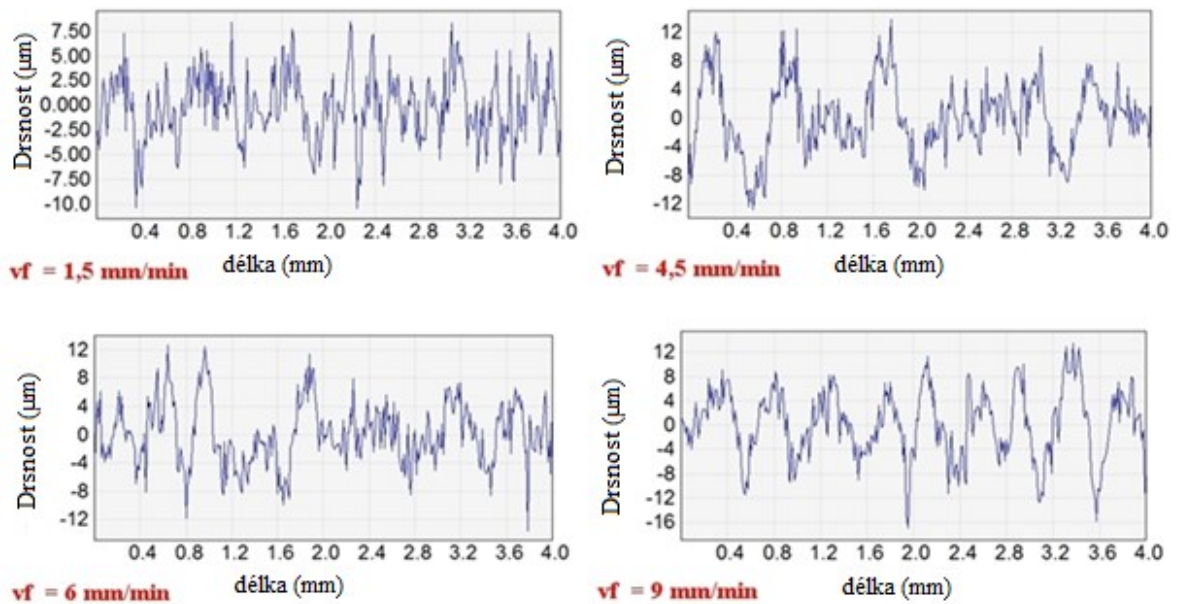 Drsnost (μm)
7.50
5.00
2.50
0.000
-2.50
-5.00
-7.50
-10.0
0.4 0.8 1.2 1.6 2.0 2.4 2.8 3.2 3.6 4.0
vf = 1,5 mm/min délka (mm)
Drsnost (μm)
12
8
4
0
-4
-8
-12
0.4 0.8 1.2 1.6 2.0 2.4 2.8 3.2 3.6 4.0
vf = 4,5 mm/min délka (mm)
Drsnost (μm)
12
8
4
0
-4
-8
-12
0.4 0.8 1.2 1.6 2.0 2.4 2.8 3.2 3.6 4.0
vf = 6 mm/min délka (mm)
Drsnost (μm)
12
8
4
0
-4
-8
-12
-16
0.4 0.8 1.2 1.6 2.0 2.4 2.8 3.2 3.6 4.0
vf = 9 mm/min délka (mm)